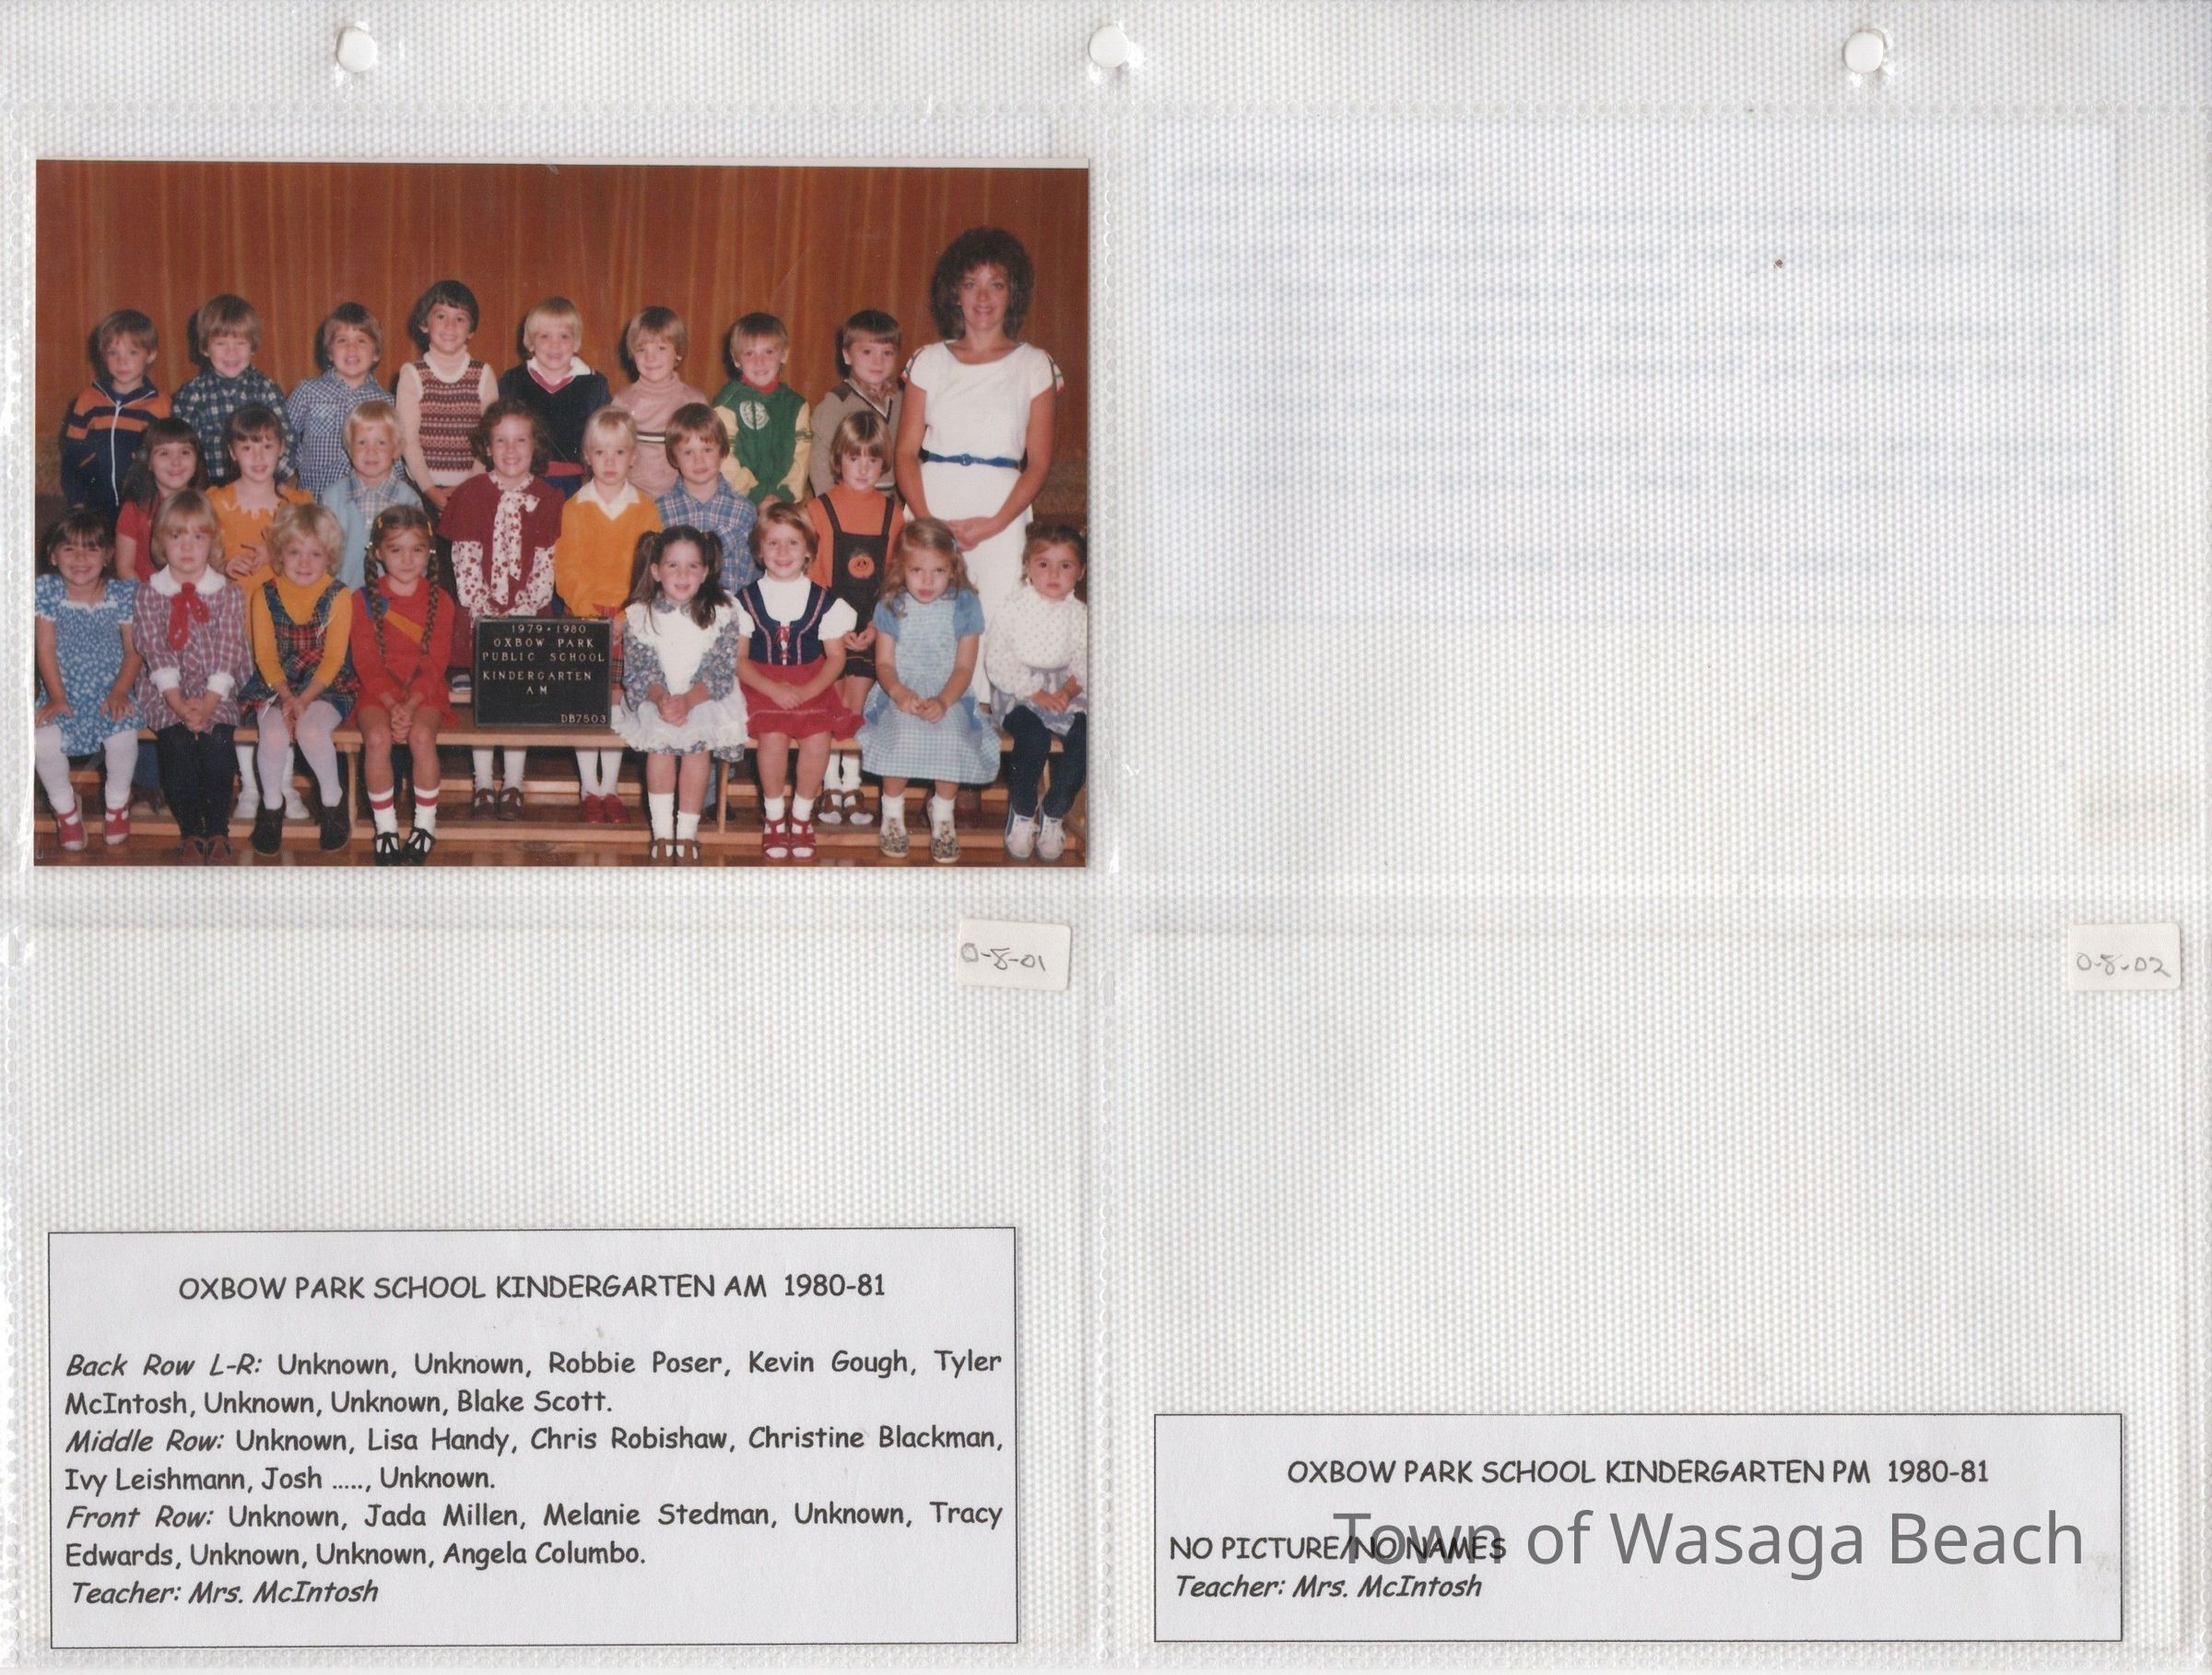 1979·1980
OXBOW PARK
PUBLIC SCHOOL
KINDERGARTEN
AM
DB7503
0-8-01
0-8-02
OXBOW PARK SCHOOL KINDERGARTEN AM 1980-81
Back Row L-R: Unknown, Unknown, Robbie Poser, Kevin Gough, Tyler
McIntosh, Unknown, Unknown, Blake Scott.
Middle Row: Unknown, Lisa Handy, Chris Robishaw, Christine Blackman,
Ivy Leishmann, Josh ....., Unknown.
Front Row: Unknown, Jada Millen, Melanie Stedman, Unknown, Tracy
Edwards, Unknown, Unknown, Angela Columbo.
Teacher: Mrs. McIntosh
OXBOW PARK SCHOOL KINDERGARTEN PM 1980-81
Town of Wasaga Beach
NO PICTURE/NO NAMES
Teacher: Mrs. McIntosh